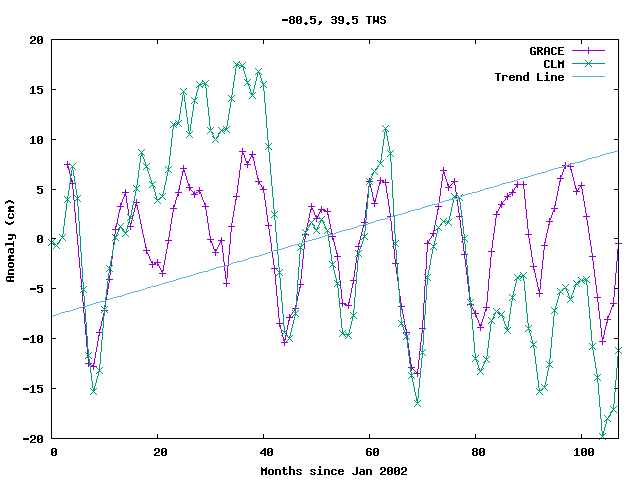 -80.5, 39.5 TWS
GRACE
CLM
Trend Line
20
15
10
5
0
-5
-10
-15
-20
Anomaly (cm)
0 20 40 60 80 100
Months since Jan 2002